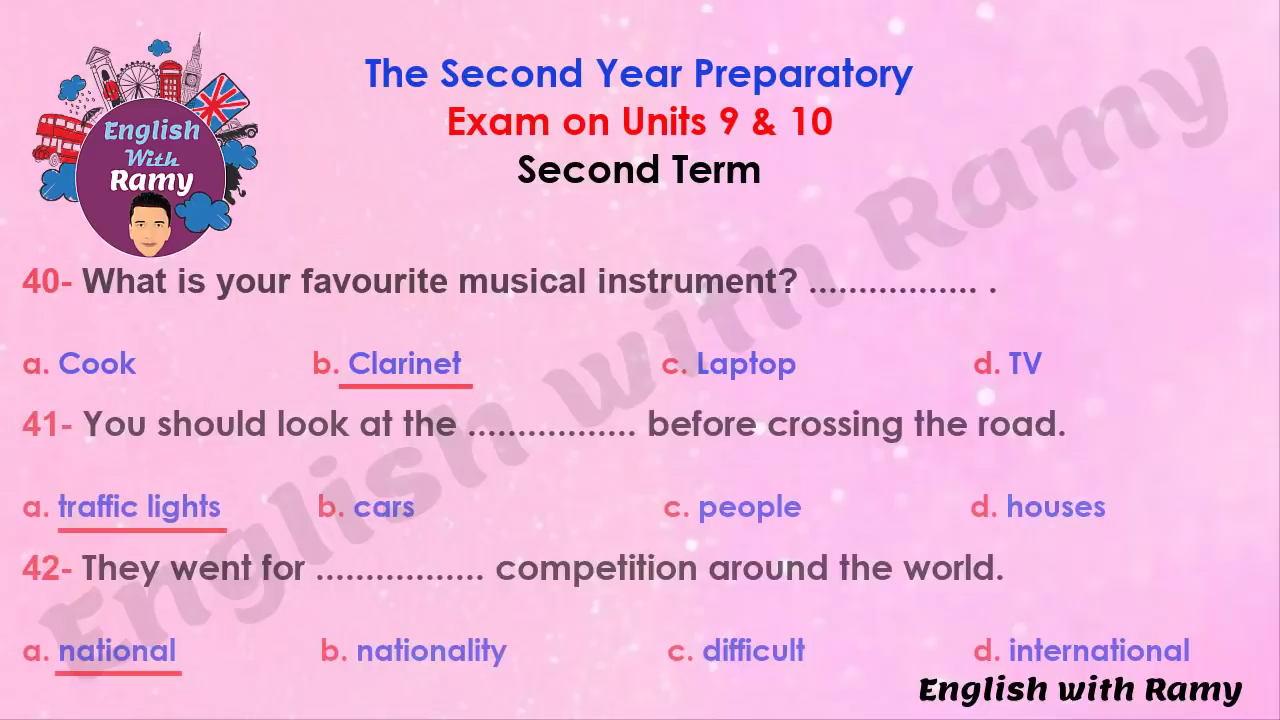 English
With
Ramy
The Second Year Preparatory
Exam on Units 9 & 10
Second Term
40- What is your favourite musical instrument? ................. .
a. Cook b. Clarinet c. Laptop d. TV
41- You should look at the ................. before crossing the road.
a. traffic lights b. cars c. people d. houses
42- They went for ................. competition around the world.
a. national b. nationality c. difficult d. international
English with Ramy
English with Ramy